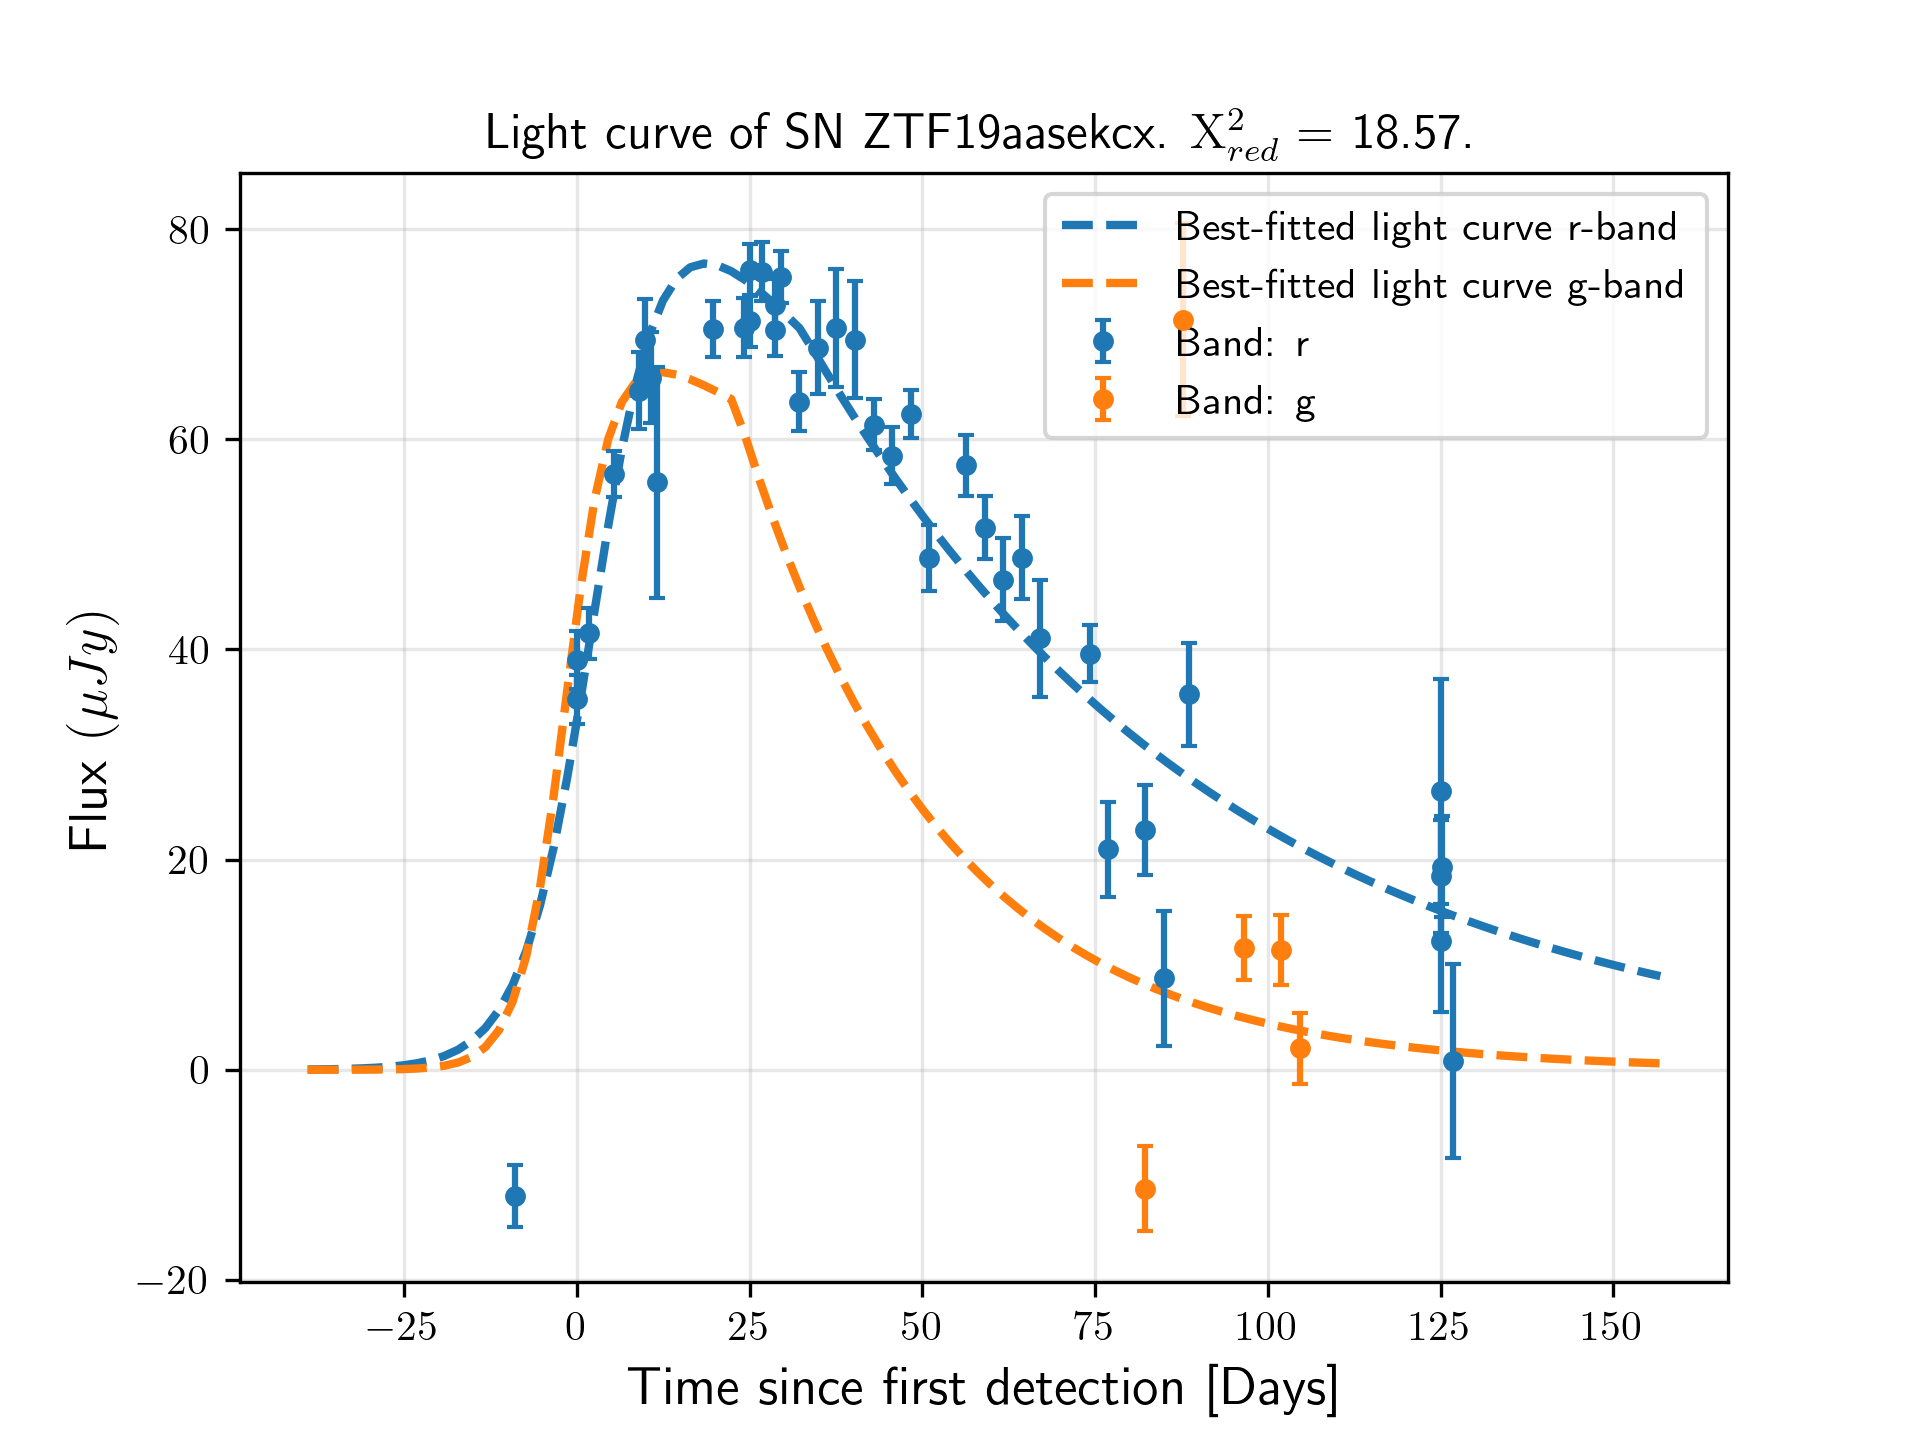 Light curve of SN ZTF19aasekcx. X²_red = 18.57.
Best-fitted light curve r-band
Best-fitted light curve g-band
Band: r
Band: g
80
60
40
20
0
−20
Flux (μJy)
−25 0 25 50 75 100 125 150
Time since first detection [Days]